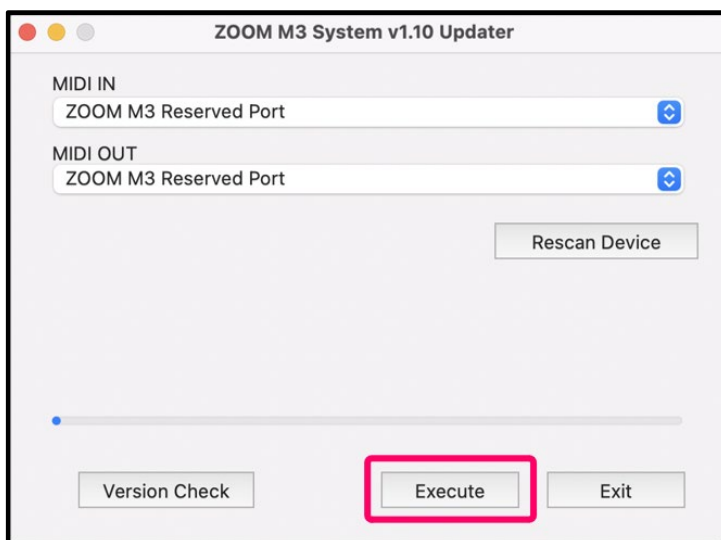 ZOOM M3 System v1.10 Updater
MIDI IN
ZOOM M3 Reserved Port
MIDI OUT
ZOOM M3 Reserved Port
Rescan Device
Version Check
Execute
Exit